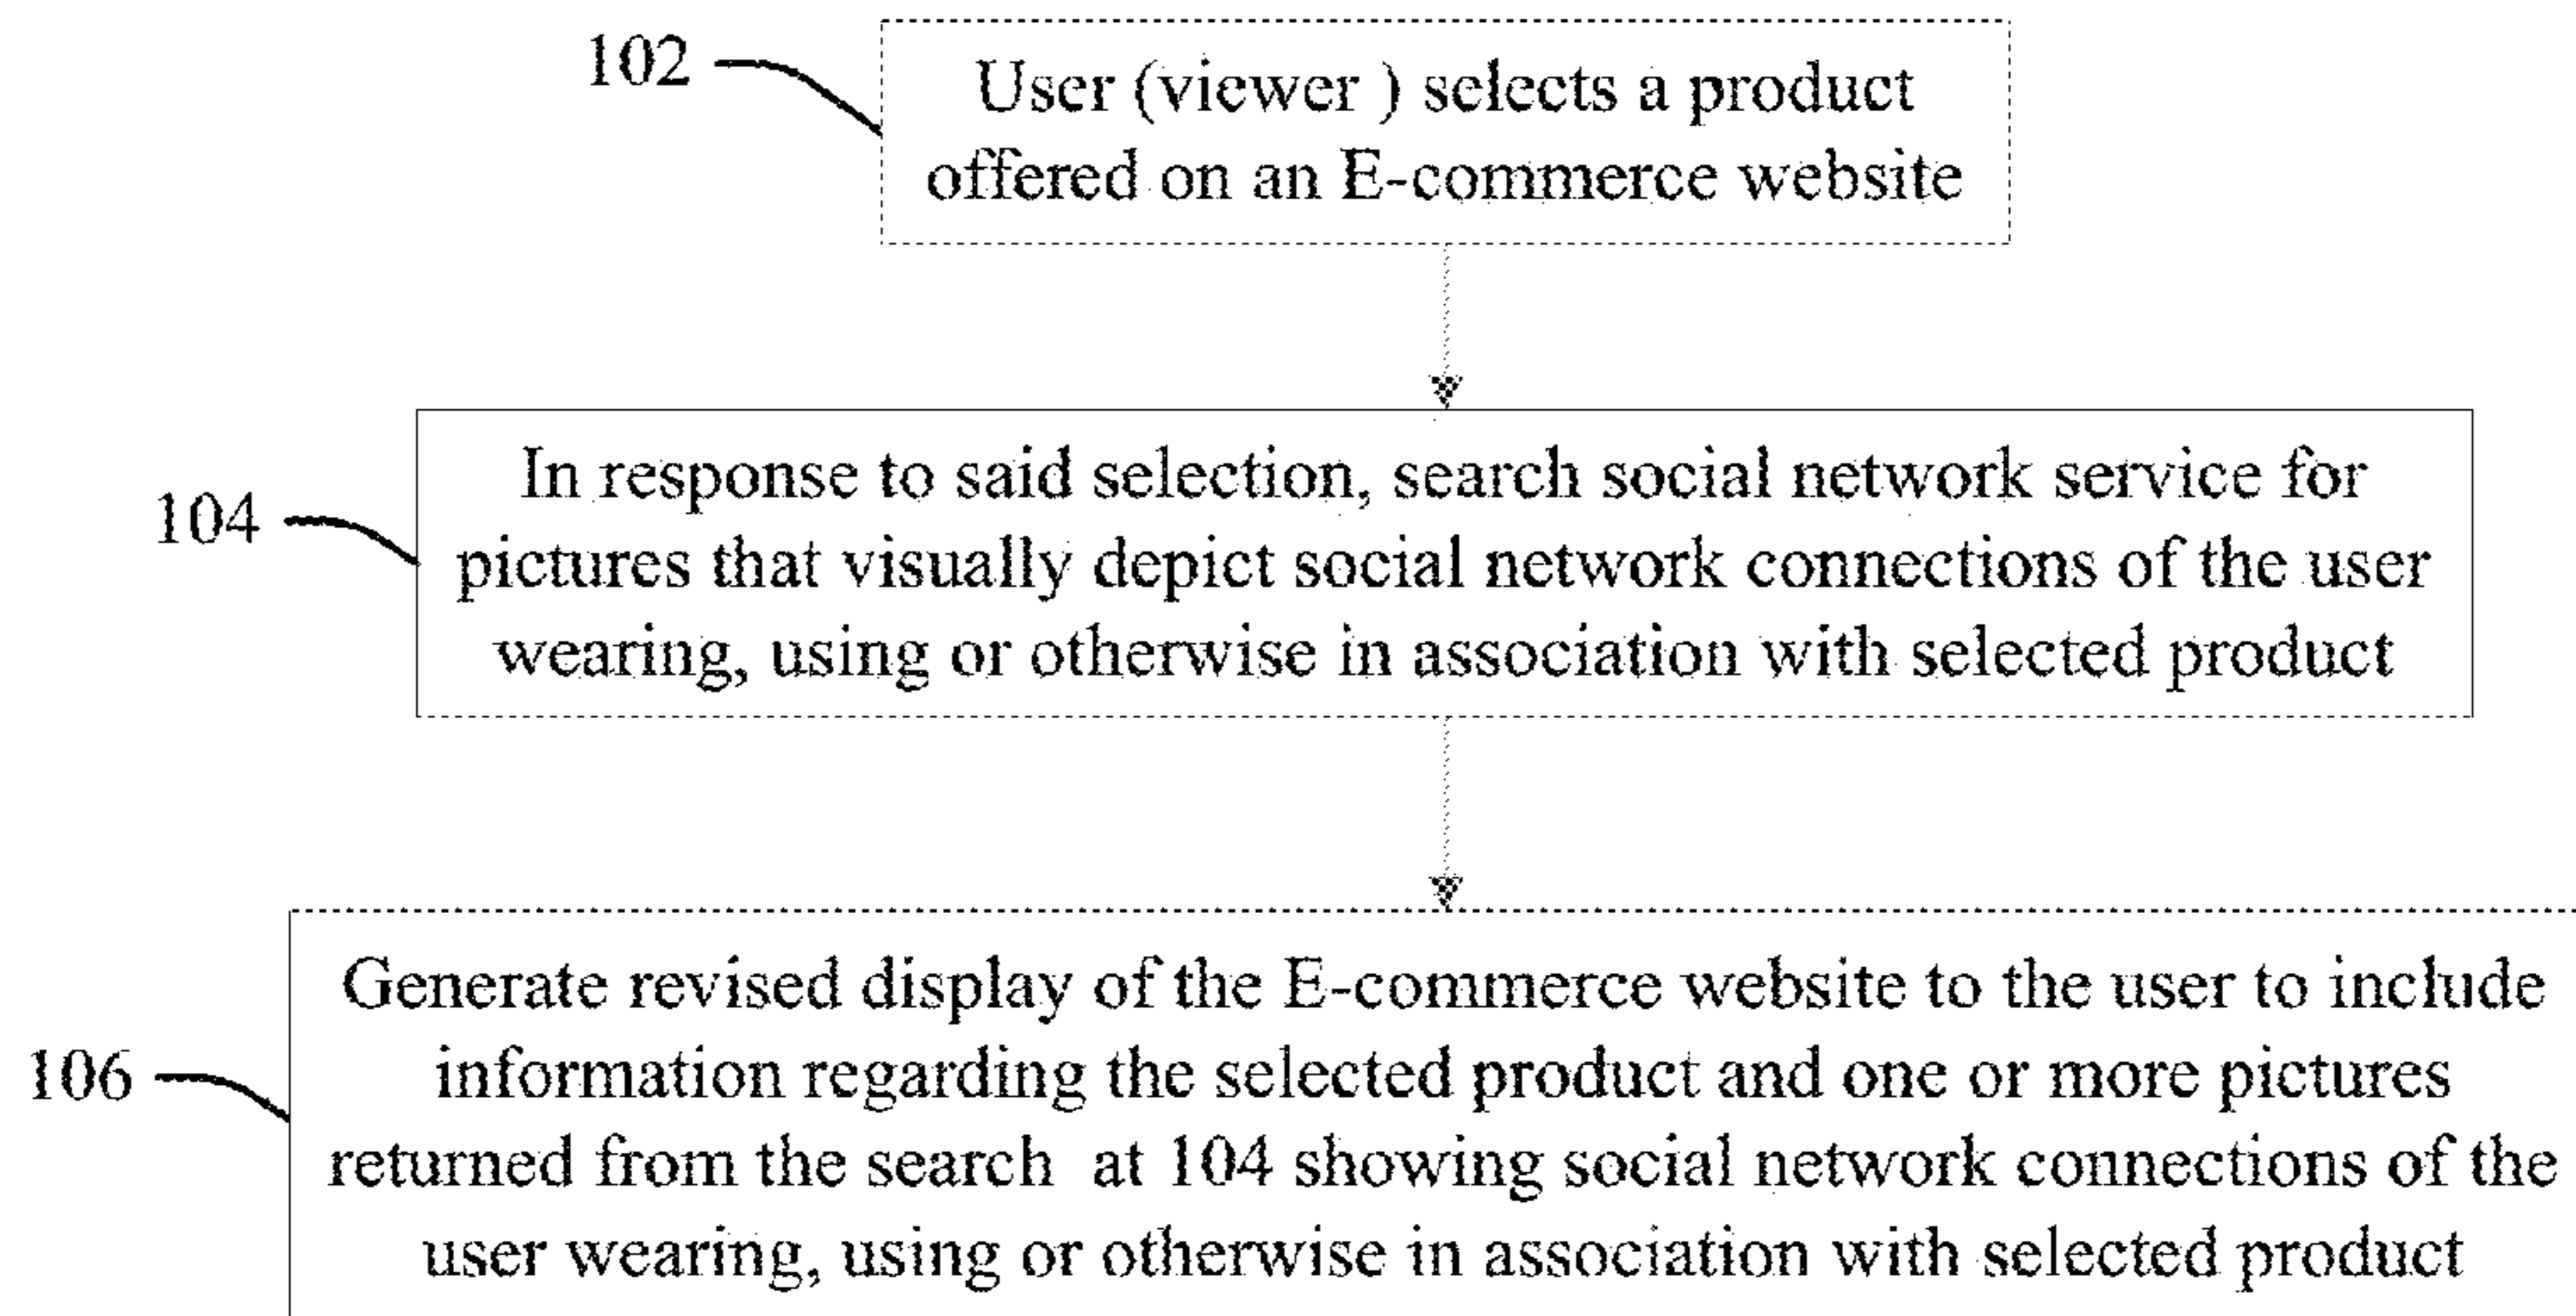 102
User (viewer ) selects a product
offered on an E-commerce website
104
In response to said selection, search social network service for
pictures that visually depict social network connections of the user
wearing, using or otherwise in association with selected product
106
Generate revised display of the E-commerce website to the user to include
information regarding the selected product and one or more pictures
returned from the search at 104 showing social network connections of the
user wearing, using or otherwise in association with selected product